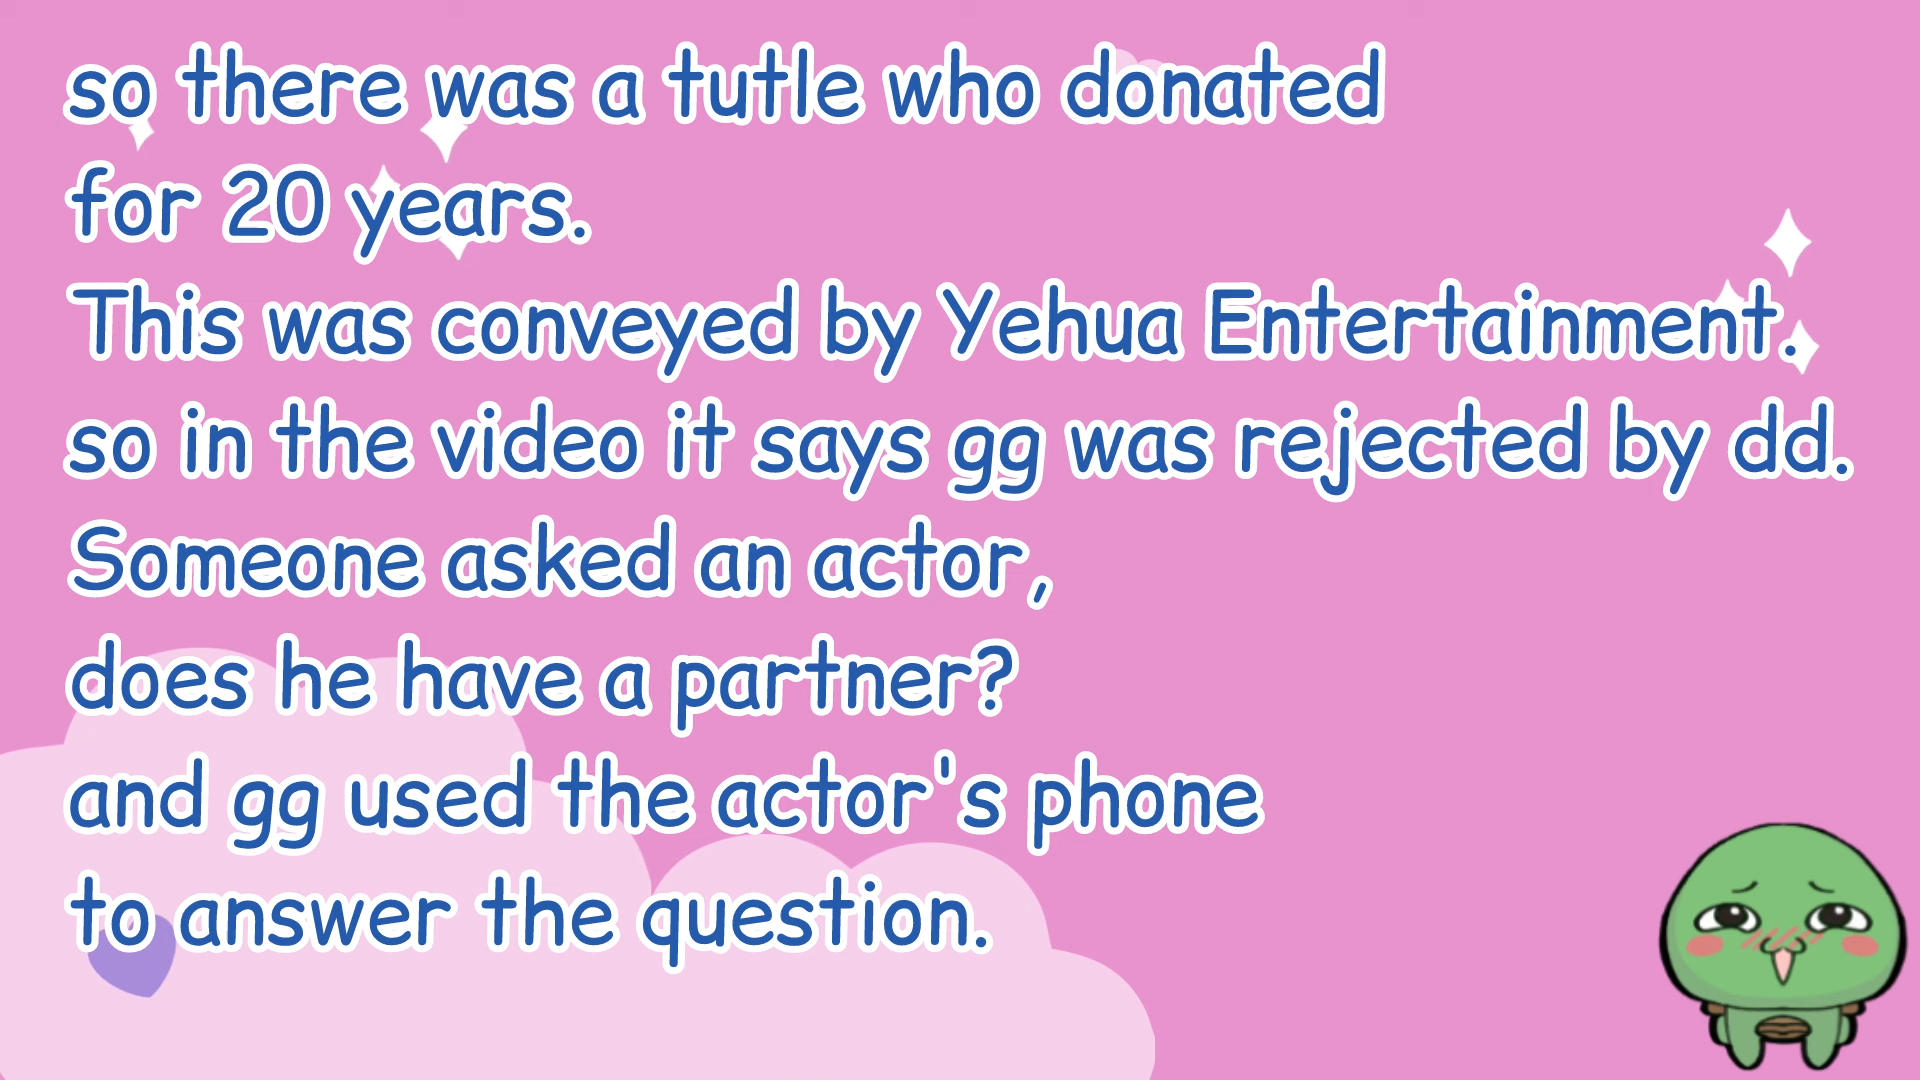 so there was a tutle who donated
for 20 years.
This was conveyed by Yehua Entertainment.
so in the video it says gg was rejected by dd.
Someone asked an actor,
does he have a partner?
and gg used the actor's phone
to answer the question.